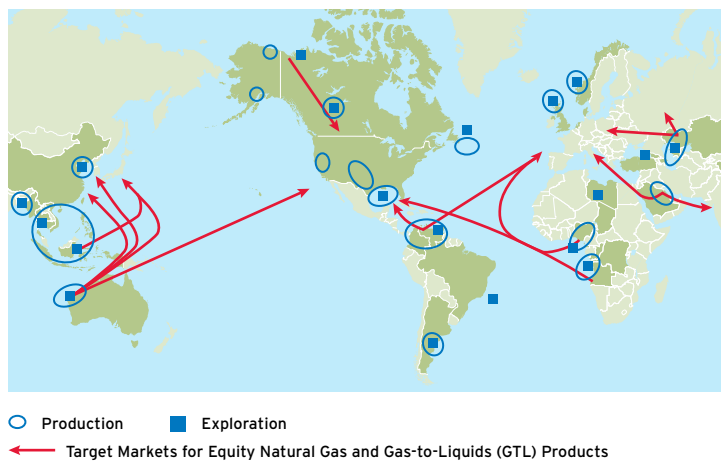 Production Exploration
Target Markets for Equity Natural Gas and Gas-to-Liquids (GTL) Products